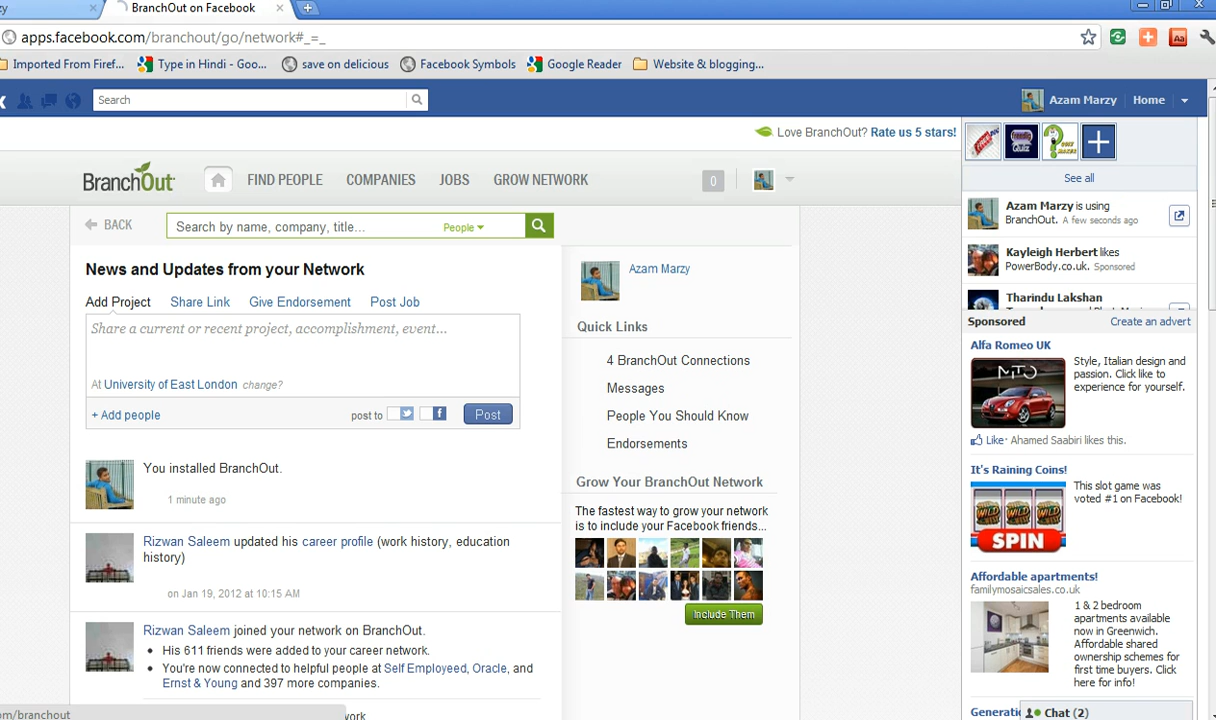 zy
BranchOut on Facebook
apps.facebook.com/branchout/go/network#_=_
Imported From Firef...
Type in Hindi - Goo...
save on delicious
Facebook Symbols
Google Reader
Website & blogging...
Search
Azam Marzy
Home
Love BranchOut? Rate us 5 stars!
BranchOut
FIND PEOPLE
COMPANIES
JOBS
GROW NETWORK
0
BACK
Search by name, company, title...
People
News and Updates from your Network
Add Project
Share Link
Give Endorsement
Post Job
Share a current or recent project, accomplishment, event...
At University of East London change?
+ Add people
post to
Post
You installed BranchOut.
1 minute ago
Rizwan Saleem updated his career profile (work history, education
history)
on Jan 19, 2012 at 10:15 AM
Rizwan Saleem joined your network on BranchOut.
His 611 friends were added to your career network.
You're now connected to helpful people at Self Employeed, Oracle, and
Ernst & Young and 397 more companies.
work
om/branchout
Azam Marzy
Quick Links
4 BranchOut Connections
Messages
People You Should Know
Endorsements
Grow Your BranchOut Network
The fastest way to grow your network
is to include your Facebook friends...
Include Them
See all
Azam Marzy is using
BranchOut. A few seconds ago
Kayleigh Herbert likes
PowerBody.co.uk. Sponsored
Tharindu Lakshan
Sponsored
Create an advert
Alfa Romeo UK
MiTo
Style, Italian design and
passion. Click like to
experience for yourself.
Like · Ahamed Saabiri likes this.
It's Raining Coins!
WILD
WILD
WILD
SPIN
This slot game was
voted #1 on Facebook!
Affordable apartments!
familymosaicsales.co.uk
1 & 2 bedroom
apartments available
now in Greenwich.
Affordable shared
ownership schemes for
first time buyers. Click
here for info!
Generati
Chat (2)